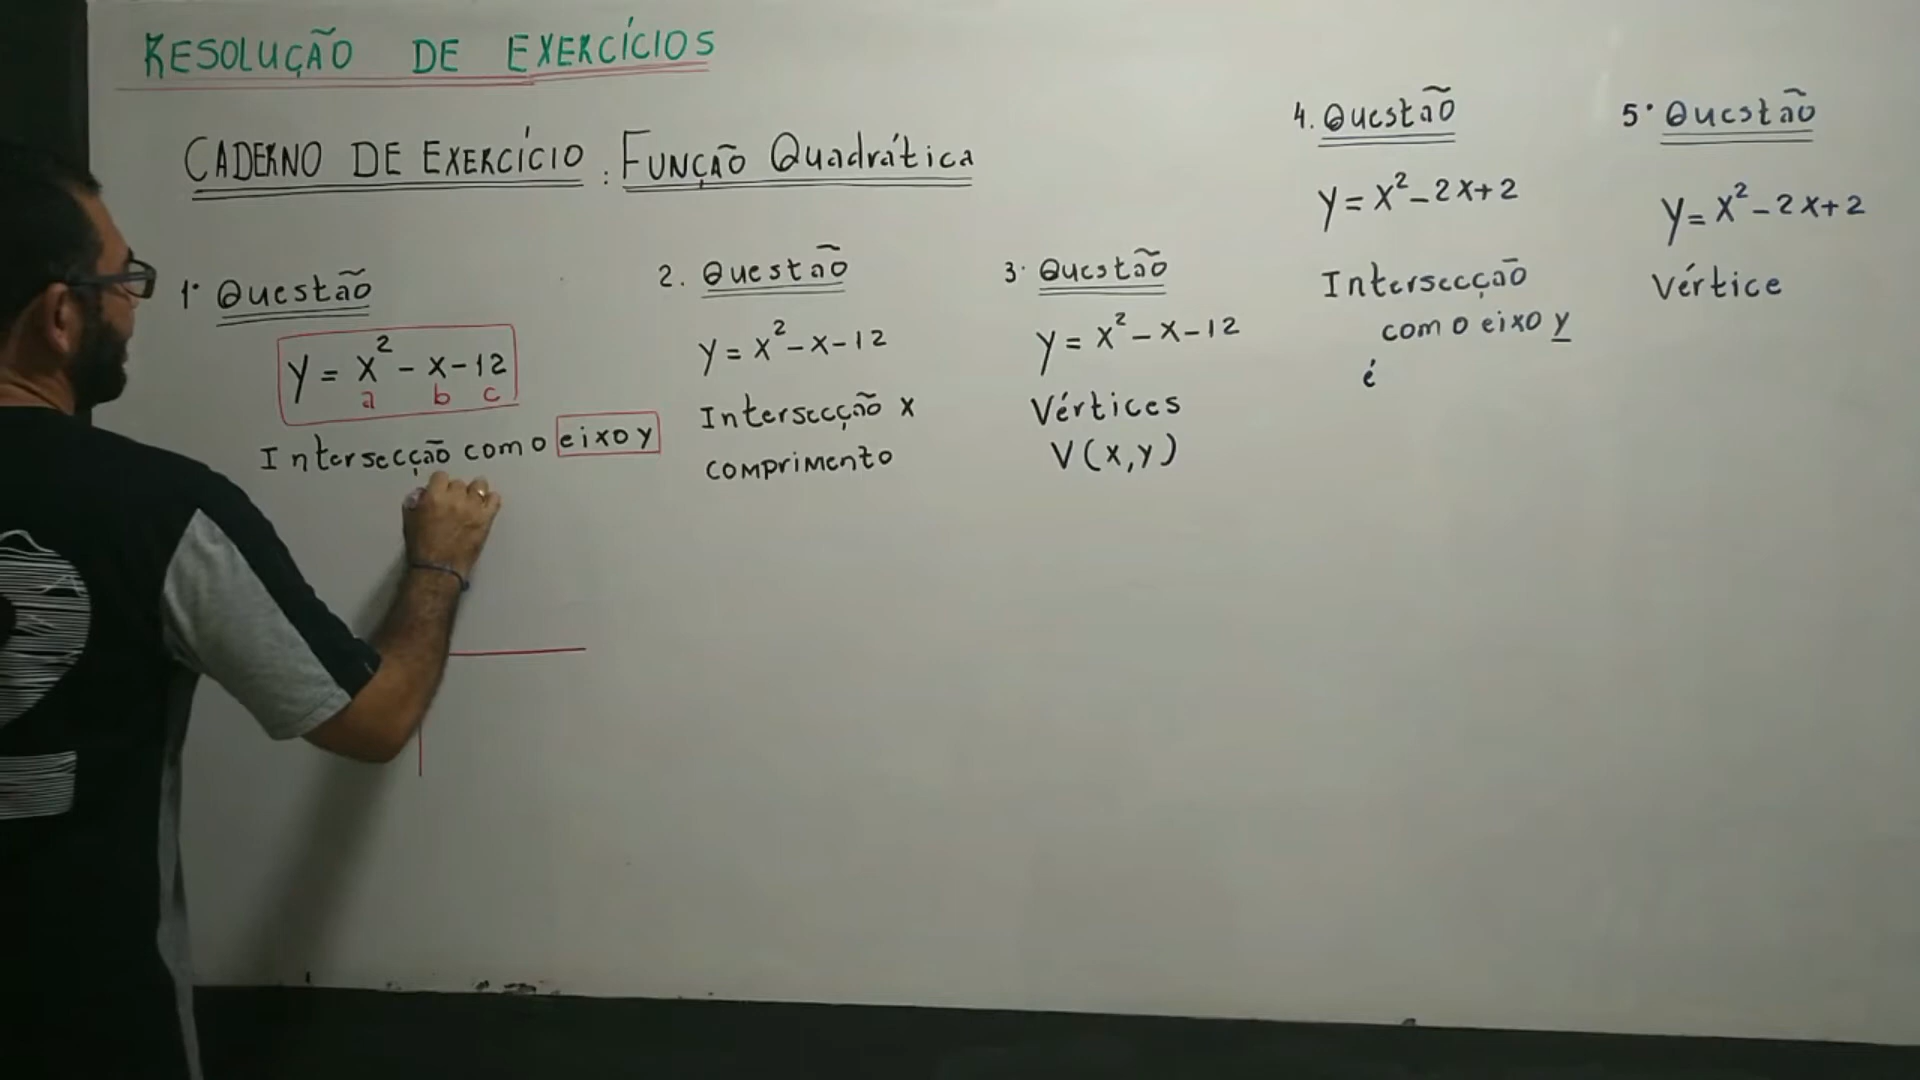 RESOLUÇÃO DE EXERCÍCIOS
CADERNO DE EXERCÍCIO : FUNÇÃO Quadrática
1· Questão
y = x² - x - 12
a b c
Intersecção com o eixo y
2. Questão
y = x² - x - 12
Intersecção x
comprimento
3· Questão
y = x² - x - 12
Vértices
V(x,y)
4. Questão
y = x² - 2x + 2
Intersecção
com o eixo y
é
5· Questão
y = x² - 2x + 2
Vértice
2